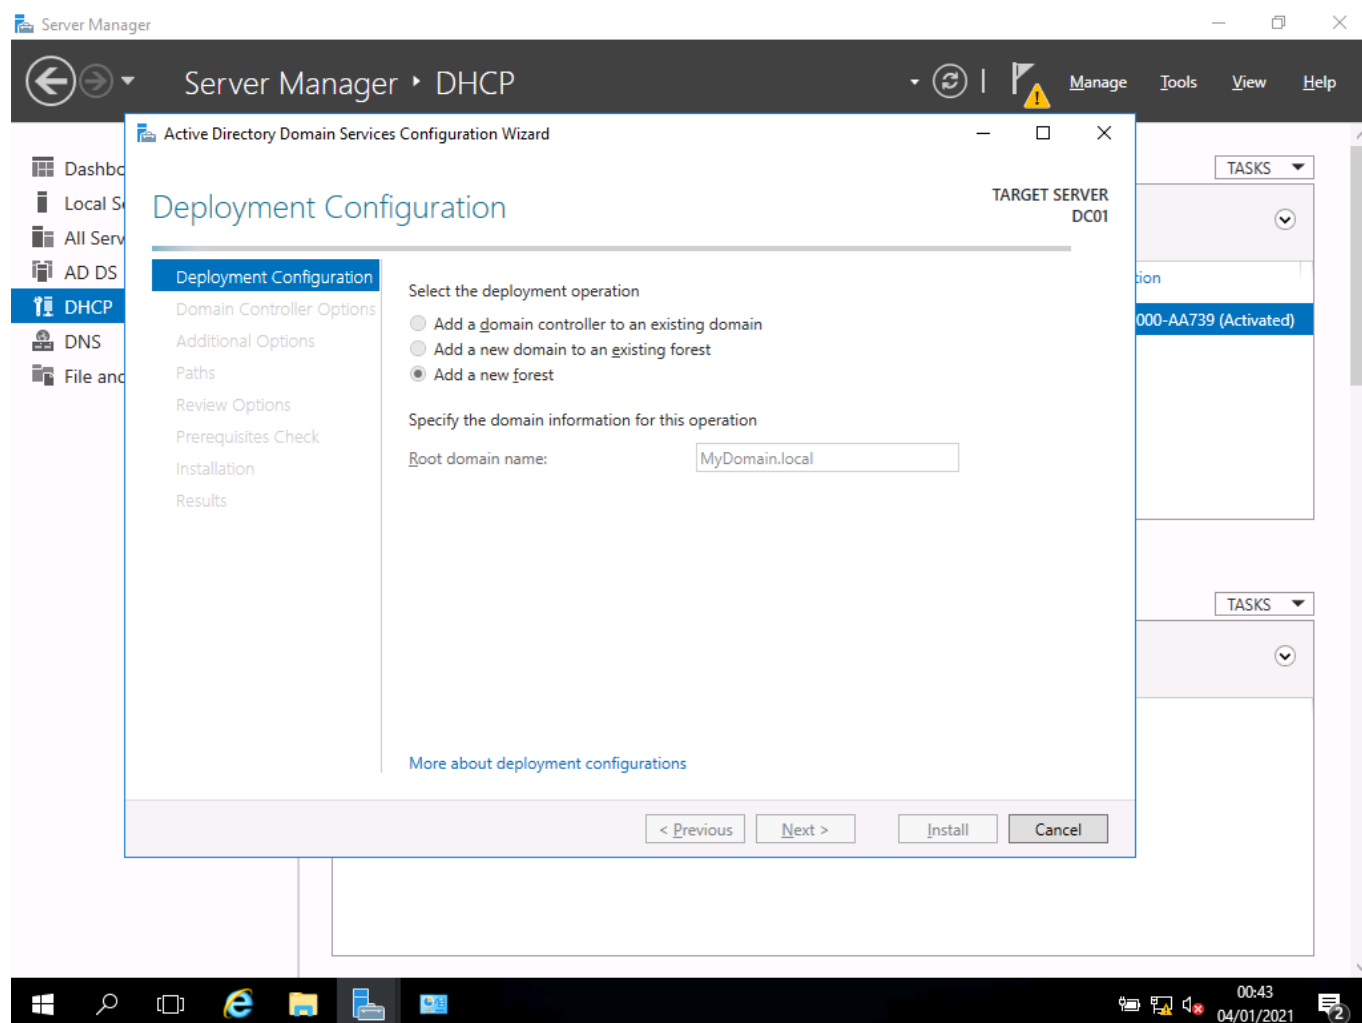 Server Manager
Server Manager DHCP
Manage Tools View Help
Active Directory Domain Services Configuration Wizard
TASKS
Dashbo
Local Se
All Serv
AD DS
DHCP
DNS
File and
Deployment Configuration
TARGET SERVER
DC01
Deployment Configuration
Domain Controller Options
Additional Options
Paths
Review Options
Prerequisites Check
Installation
Results
Select the deployment operation
Add a domain controller to an existing domain
Add a new domain to an existing forest
Add a new forest
Specify the domain information for this operation
Root domain name: MyDomain.local
More about deployment configurations
< Previous Next > Install Cancel
tion
000-AA739 (Activated)
TASKS
00:43
04/01/2021
2